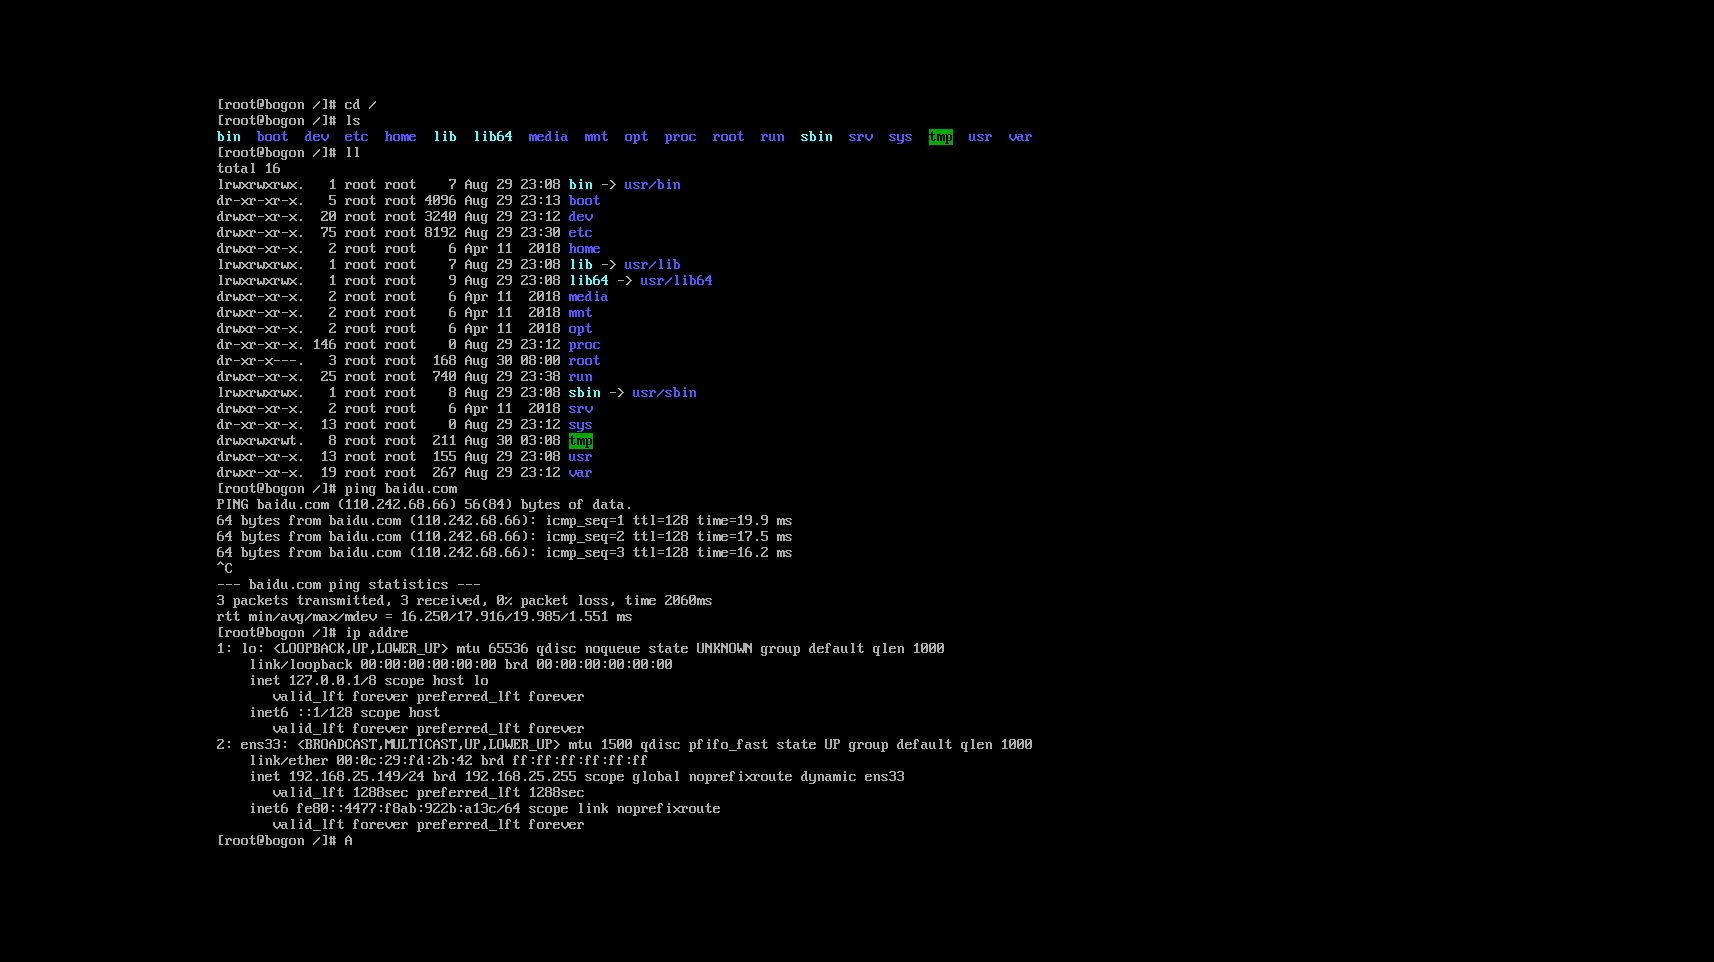 [root@bogon /]# cd /
[root@bogon /]# ls
bin  boot  dev  etc  home  lib  lib64  media  mnt  opt  proc  root  run  sbin  srv  sys  tmp  usr  var
[root@bogon /]# ll
total 16
lrwxrwxrwx.   1 root root    7 Aug 29 23:08 bin -> usr/bin
dr-xr-xr-x.   5 root root 4096 Aug 29 23:13 boot
drwxr-xr-x.  20 root root 3240 Aug 29 23:12 dev
drwxr-xr-x.  75 root root 8192 Aug 29 23:30 etc
drwxr-xr-x.   2 root root    6 Apr 11  2018 home
lrwxrwxrwx.   1 root root    7 Aug 29 23:08 lib -> usr/lib
lrwxrwxrwx.   1 root root    9 Aug 29 23:08 lib64 -> usr/lib64
drwxr-xr-x.   2 root root    6 Apr 11  2018 media
drwxr-xr-x.   2 root root    6 Apr 11  2018 mnt
drwxr-xr-x.   2 root root    6 Apr 11  2018 opt
dr-xr-xr-x. 146 root root    0 Aug 29 23:12 proc
dr-xr-x---.   3 root root  168 Aug 30 08:00 root
drwxr-xr-x.  25 root root  740 Aug 29 23:38 run
lrwxrwxrwx.   1 root root    8 Aug 29 23:08 sbin -> usr/sbin
drwxr-xr-x.   2 root root    6 Apr 11  2018 srv
dr-xr-xr-x.  13 root root    0 Aug 29 23:12 sys
drwxrwxrwt.   8 root root  211 Aug 30 03:08 tmp
drwxr-xr-x.  13 root root  155 Aug 29 23:08 usr
drwxr-xr-x.  19 root root  267 Aug 29 23:12 var
[root@bogon /]# ping baidu.com
PING baidu.com (110.242.68.66) 56(84) bytes of data.
64 bytes from baidu.com (110.242.68.66): icmp_seq=1 ttl=128 time=19.9 ms
64 bytes from baidu.com (110.242.68.66): icmp_seq=2 ttl=128 time=17.5 ms
64 bytes from baidu.com (110.242.68.66): icmp_seq=3 ttl=128 time=16.2 ms
^C
--- baidu.com ping statistics ---
3 packets transmitted, 3 received, 0% packet loss, time 2060ms
rtt min/avg/max/mdev = 16.250/17.916/19.985/1.551 ms
[root@bogon /]# ip addre
1: lo: <LOOPBACK,UP,LOWER_UP> mtu 65536 qdisc noqueue state UNKNOWN group default qlen 1000
    link/loopback 00:00:00:00:00:00 brd 00:00:00:00:00:00
    inet 127.0.0.1/8 scope host lo
       valid_lft forever preferred_lft forever
    inet6 ::1/128 scope host
       valid_lft forever preferred_lft forever
2: ens33: <BROADCAST,MULTICAST,UP,LOWER_UP> mtu 1500 qdisc pfifo_fast state UP group default qlen 1000
    link/ether 00:0c:29:fd:2b:42 brd ff:ff:ff:ff:ff:ff
    inet 192.168.25.149/24 brd 192.168.25.255 scope global noprefixroute dynamic ens33
       valid_lft 1288sec preferred_lft 1288sec
    inet6 fe80::4477:f8ab:922b:a13c/64 scope link noprefixroute
       valid_lft forever preferred_lft forever
[root@bogon /]# A